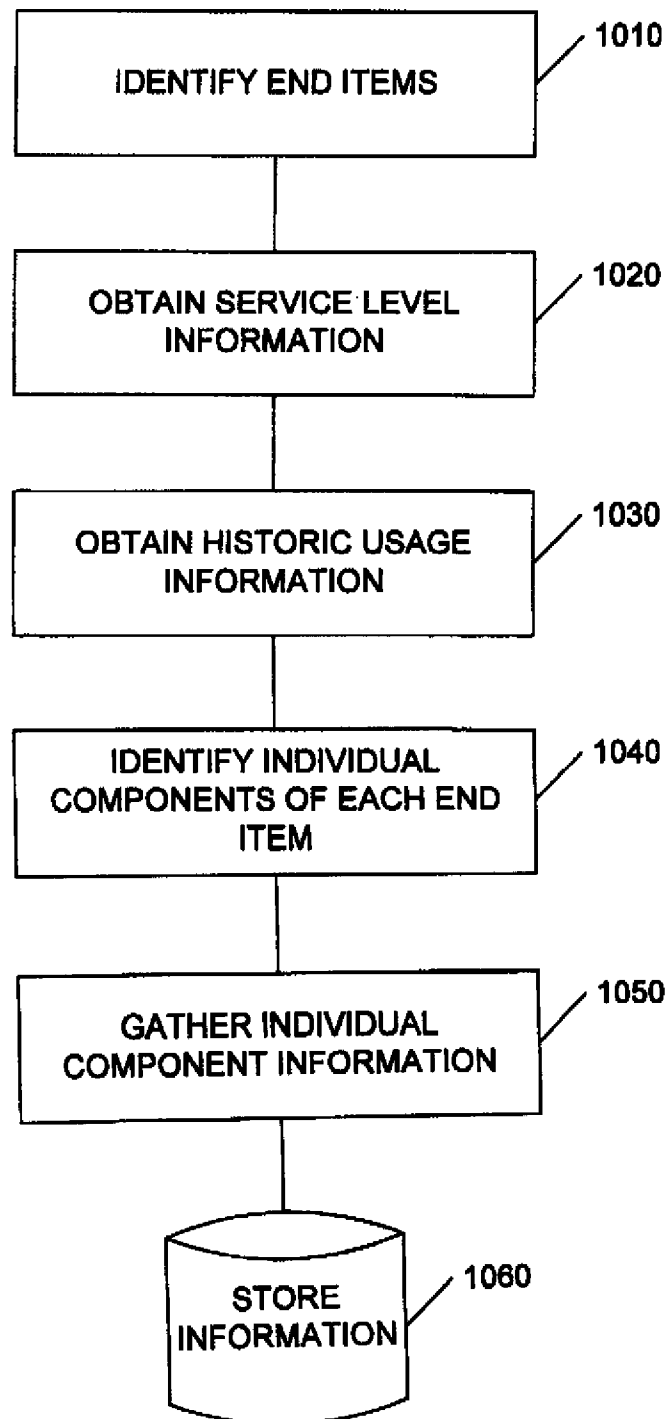 1010
IDENTIFY END ITEMS
1020
OBTAIN SERVICE LEVEL
INFORMATION
1030
OBTAIN HISTORIC USAGE
INFORMATION
1040
IDENTIFY INDIVIDUAL
COMPONENTS OF EACH END
ITEM
1050
GATHER INDIVIDUAL
COMPONENT INFORMATION
1060
STORE
INFORMATION